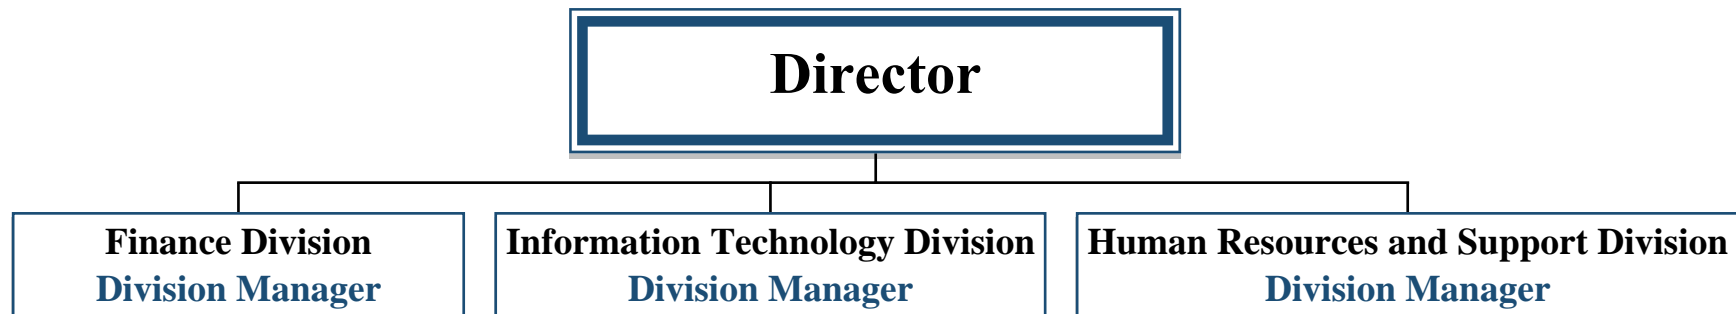 Director
Finance Division
Division Manager
Information Technology Division
Division Manager
Human Resources and Support Division
Division Manager